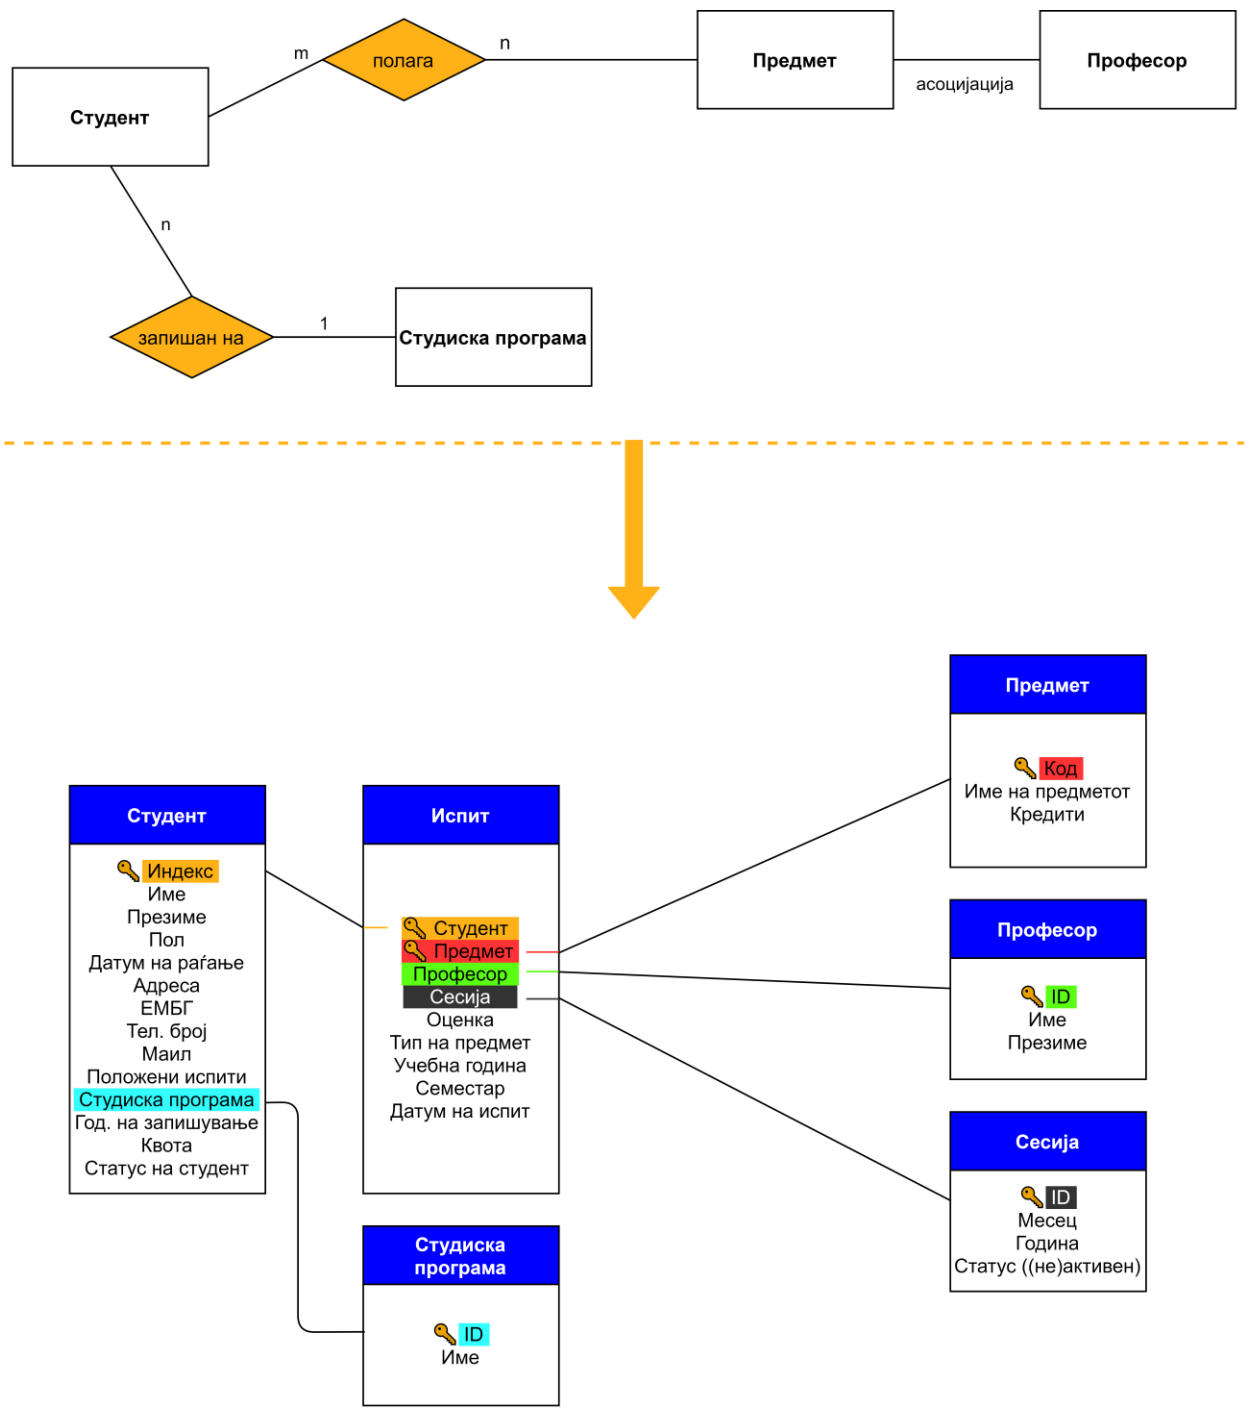 m
полага
n
Предмет
асоцијација
Професор
Студент
n
запишан на
1
Студиска програма
Предмет
Код
Име на предметот
Кредити
Студент
Индекс
Име
Презиме
Пол
Датум на раѓање
Адреса
ЕМБГ
Тел. број
Маил
Положени испити
Студиска програма
Год. на запишување
Квота
Статус на студент
Испит
Студент
Предмет
Професор
Сесија
Оценка
Тип на предмет
Учебна година
Семестар
Датум на испит
Професор
ID
Име
Презиме
Сесија
ID
Месец
Година
Статус ((не)активен)
Студиска
програма
ID
Име